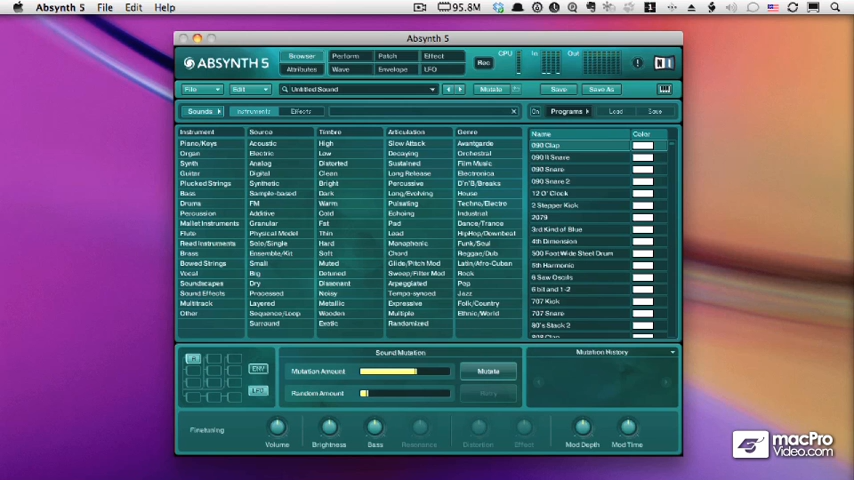 Absynth 5 File Edit Help 95.8M
Absynth 5
ABSYNTH 5 Browser Perform Patch Effect CPU In Out
Attributes Wave Envelope LFO Rec
File Edit Untitled Sound Mutate Save Save As
Sounds Instruments Effects On Programs Load Save
Instrument Source Timbre Articulation Genre Name Color
Piano/Keys Acoustic High Slow Attack Avantgarde 090 Clap
Organ Electric Low Decaying Orchestral 090 R Snare
Synth Analog Distorted Sustained Film Music 090 Snare
Guitar Digital Clean Long Release Electronica 090 Snare 2
Plucked Strings Synthetic Bright Percussive D'n'B/Breaks 12 O' Clock
Bass Sample-based Dark Long/Evolving House 2 Stepper Kick
Drums FM Warm Pulsating Techno/Electro 2079
Percussion Additive Cold Echoing Industrial 3rd Kind of Blue
Mallet Instruments Granular Fat Pad Dance/Trance 4th Dimension
Flute Physical Model Thin Lead HipHop/Downbeat 500 Foot Wide Steel Drum
Reed Instruments Solo/Single Hard Monophonic Funk/Soul 5th Harmonic
Brass Ensemble/Kit Soft Chord Reggae/Dub 6 Saw Oscils
Bowed Strings Small Muted Glide/Pitch Mod Latin/Afro-Cuban 6 bil and 1-2
Vocal Big Detuned Sweep/Filter Mod Rock 707 Kick
Soundscapes Dry Dissonant Arpeggiated Pop 707 Snare
Sound Effects Processed Noisy Tempo-synced Jazz 80's Stack 2
Multitrack Layered Metallic Expressive Folk/Country 808 Clap
Other Sequence/Loop Wooden Multiple Ethnic/World
Surround Exotic Randomized
Sound Mutation Mutation History
ENV Mutation Amount Mutate
LFO Random Amount Retry
Finetuning Volume Brightness Bass Resonance Distortion Effect Mod Depth Mod Time
macPro
Video.com